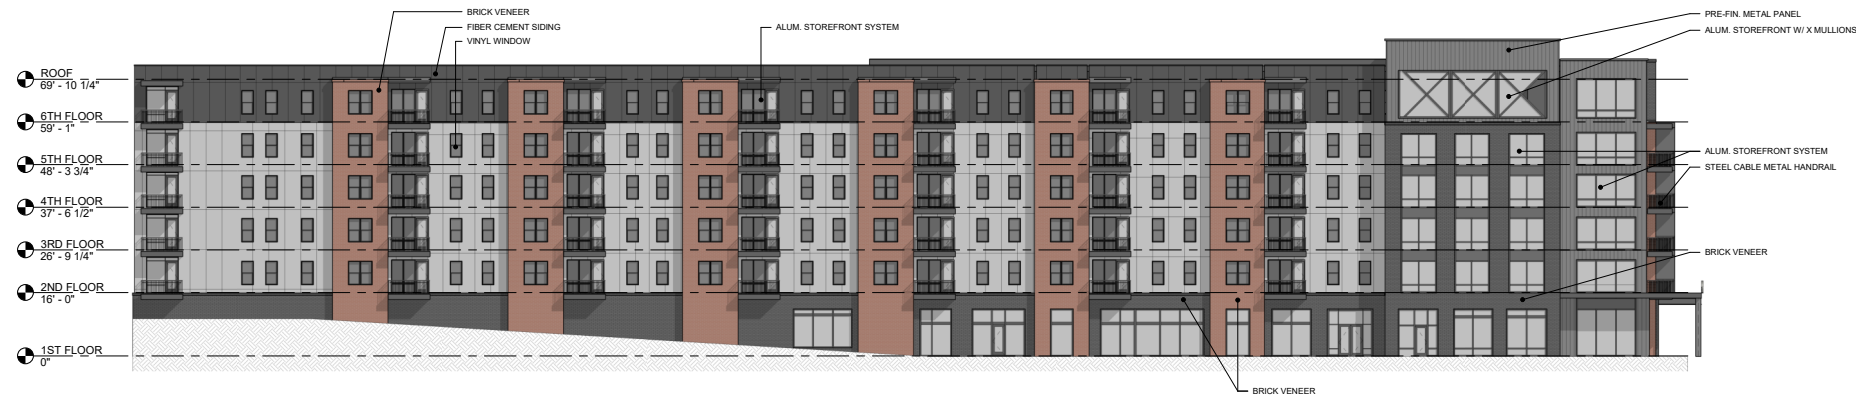 BRICK VENEER
FIBER CEMENT SIDING
VINYL WINDOW
ALUM. STOREFRONT SYSTEM
PRE-FIN. METAL PANEL
ALUM. STOREFRONT W/ X MULLIONS
ROOF
69' - 10 1/4"
6TH FLOOR
59' - 1"
5TH FLOOR
48' - 3 3/4"
4TH FLOOR
37' - 6 1/2"
3RD FLOOR
26' - 9 1/4"
2ND FLOOR
16' - 0"
1ST FLOOR
0"
ALUM. STOREFRONT SYSTEM
STEEL CABLE METAL HANDRAIL
BRICK VENEER
BRICK VENEER